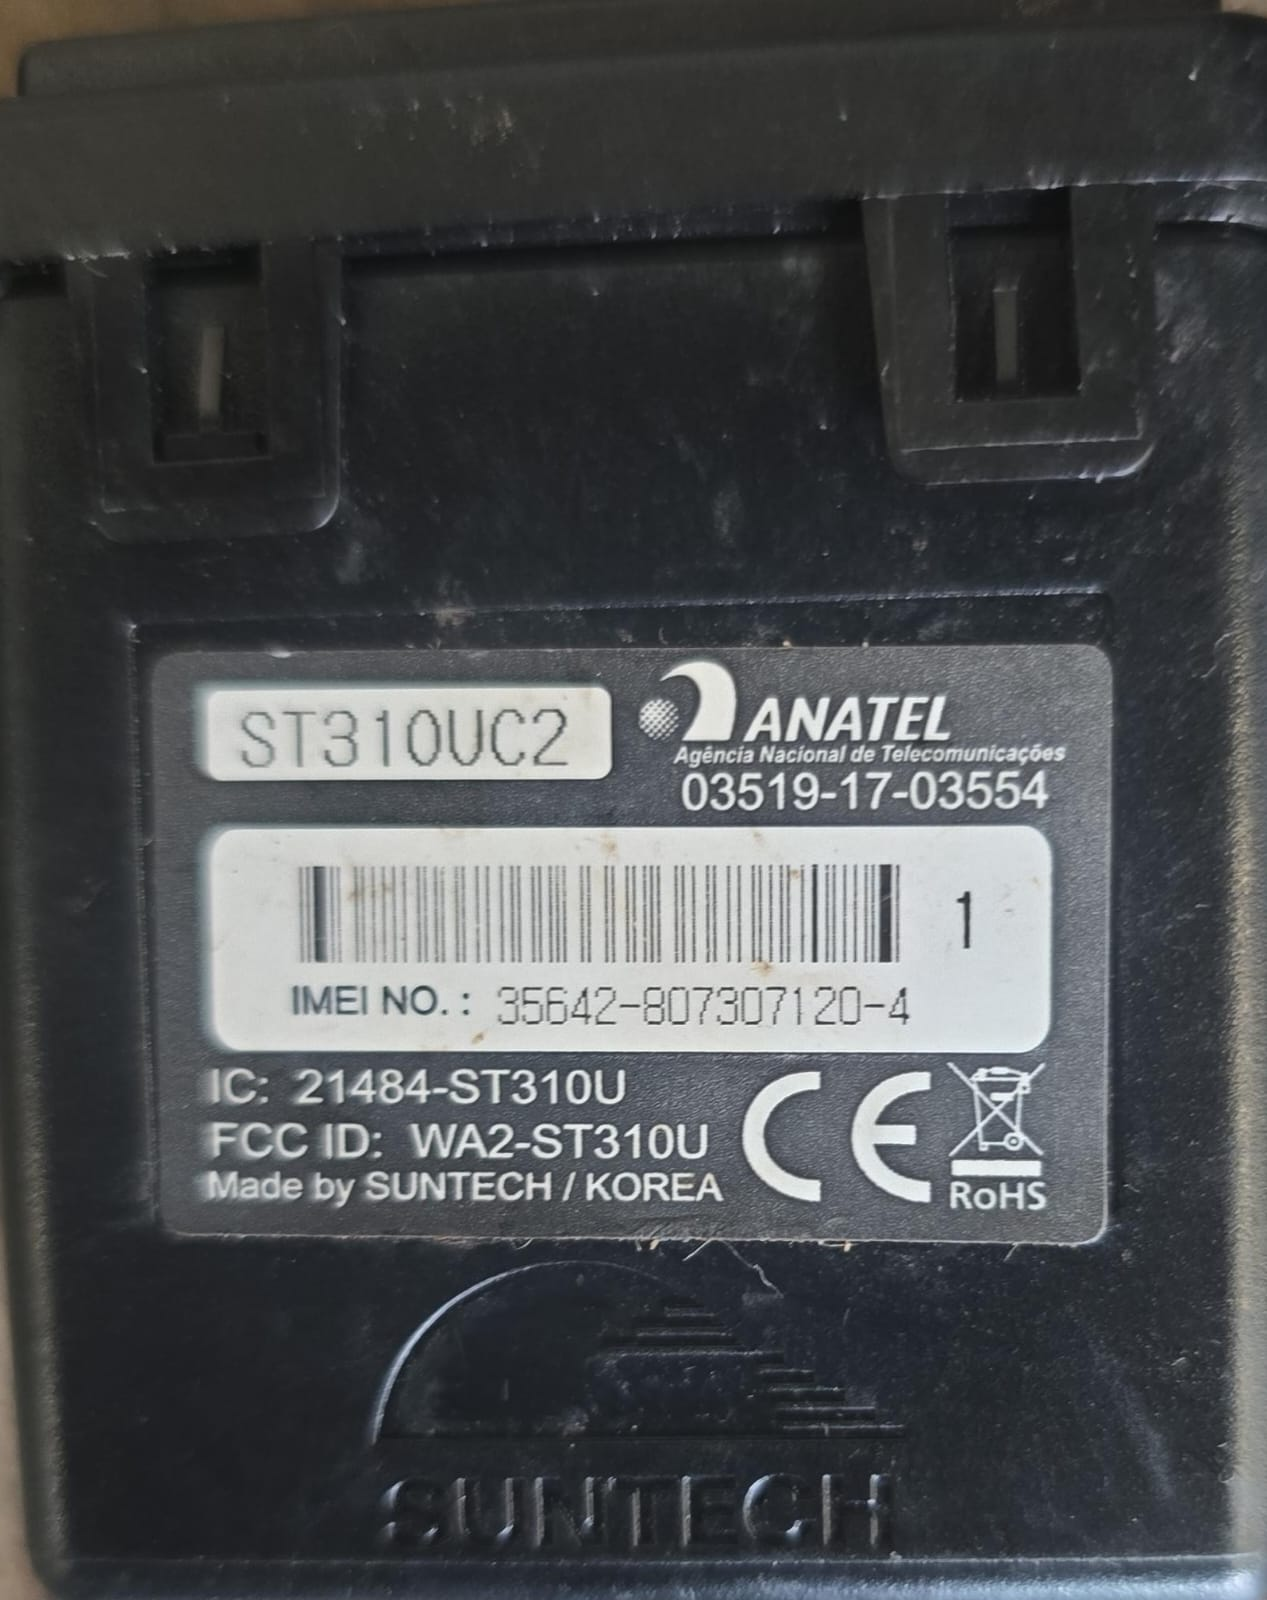 ST310UC2
ANATEL
Agência Nacional de Telecomunicações
03519-17-03554
1
IMEI NO. : 35642-807307120-4
IC: 21484-ST310U
FCC ID: WA2-ST310U
Made by SUNTECH / KOREA
CE
RoHS
SUNTECH